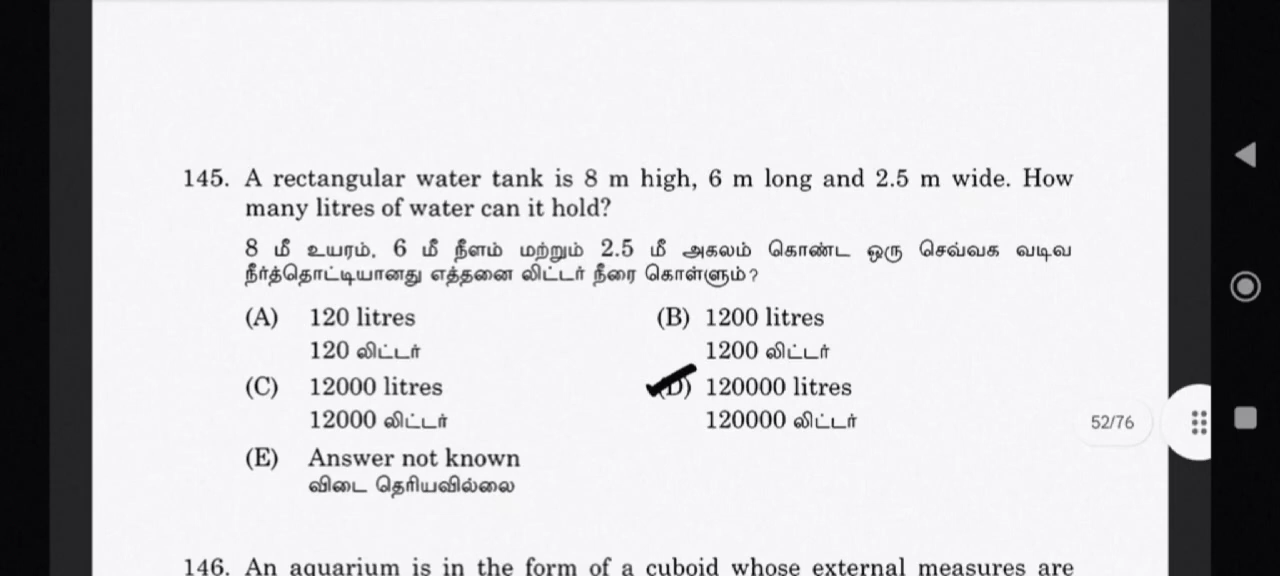 145. A rectangular water tank is 8 m high, 6 m long and 2.5 m wide. How
many litres of water can it hold?
8 மீ உயரம், 6 மீ நீளம் மற்றும் 2.5 மீ அகலம் கொண்ட ஒரு செவ்வக வடிவ
நீர்த்தொட்டியானது எத்தனை லிட்டர் நீரை கொள்ளும்?
(A) 120 litres (B) 1200 litres
120 லிட்டர் 1200 லிட்டர்
(C) 12000 litres (D) 120000 litres
12000 லிட்டர் 120000 லிட்டர்
52/76
(E) Answer not known
விடை தெரியவில்லை
146. An aquarium is in the form of a cuboid whose external measures are